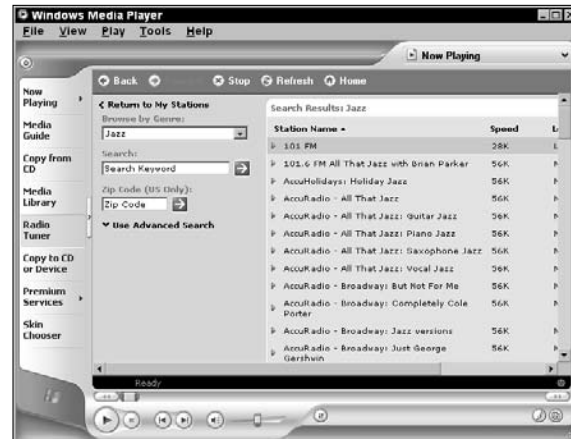 Windows Media Player
File View Play Tools Help
Now Playing
Back Stop Refresh Home
Now Playing
Media Guide
Copy from CD
Media Library
Radio Tuner
Copy to CD or Device
Premium Services
Skin Chooser
Return to My Stations
Browse by Genre:
Jazz
Search:
Search Keyword
Zip Code (US Only):
Zip Code
Use Advanced Search
Search Results: Jazz
Station Name Speed
101 FM 28K
101.6 FM All That Jazz with Brian Parker 56K
AccuHolidays: Holiday Jazz 56K
AccuRadio - All That Jazz 56K
AccuRadio - All That Jazz: Guitar Jazz 56K
AccuRadio - All That Jazz: Piano Jazz 56K
AccuRadio - All That Jazz: Saxophone Jazz 56K
AccuRadio - All That Jazz: Vocal Jazz 56K
AccuRadio - Broadway: But Not For Me 56K
AccuRadio - Broadway: Completely Cole Porter 56K
AccuRadio - Broadway: Jazz versions 56K
AccuRadio - Broadway: Just George Gershwin 56K
Ready